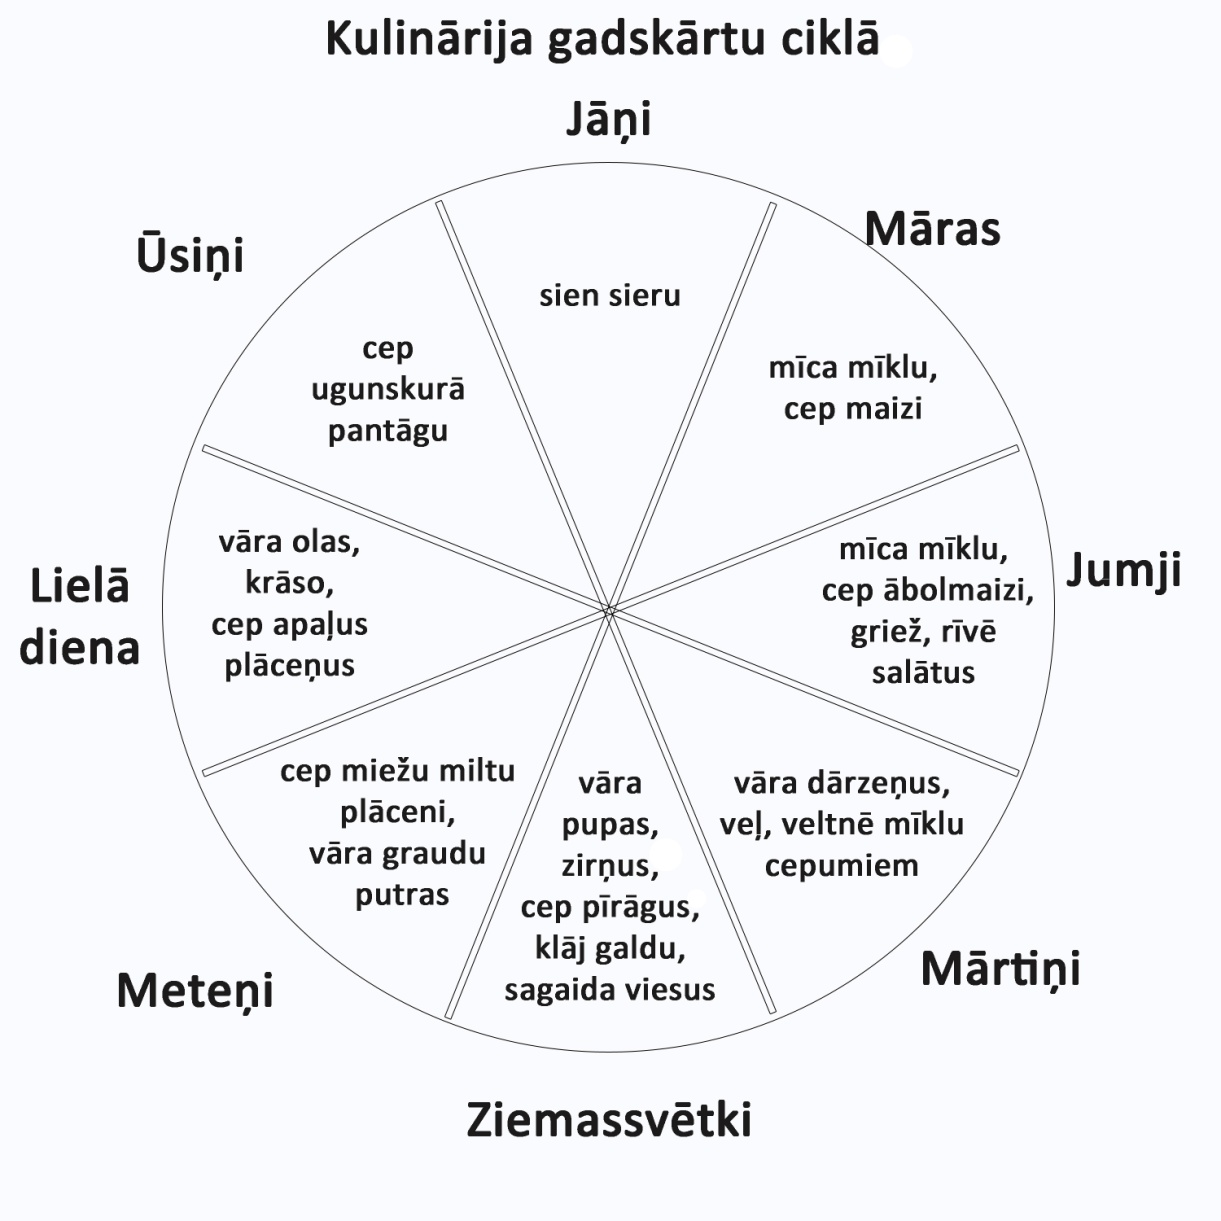 Kulinārija gadskārtu ciklā
Jāņi
sien sieru
Māras
mīca mīklu,
cep maizi
Jumji
mīca mīklu,
cep ābolmaizi,
griež, rīvē
salātus
Mārtiņi
vāra dārzeņus,
veļ, veltnē mīklu
cepumiem
Ziemassvētki
vāra
pupas,
zirņus,
cep pīrāgus,
klāj galdu,
sagaida viesus
Meteņi
cep miežu miltu
plāceni,
vāra graudu
putras
Lielā
diena
vāra olas,
krāso,
cep apaļus
plāceņus
Ūsiņi
cep
ugunskurā
pantāgu